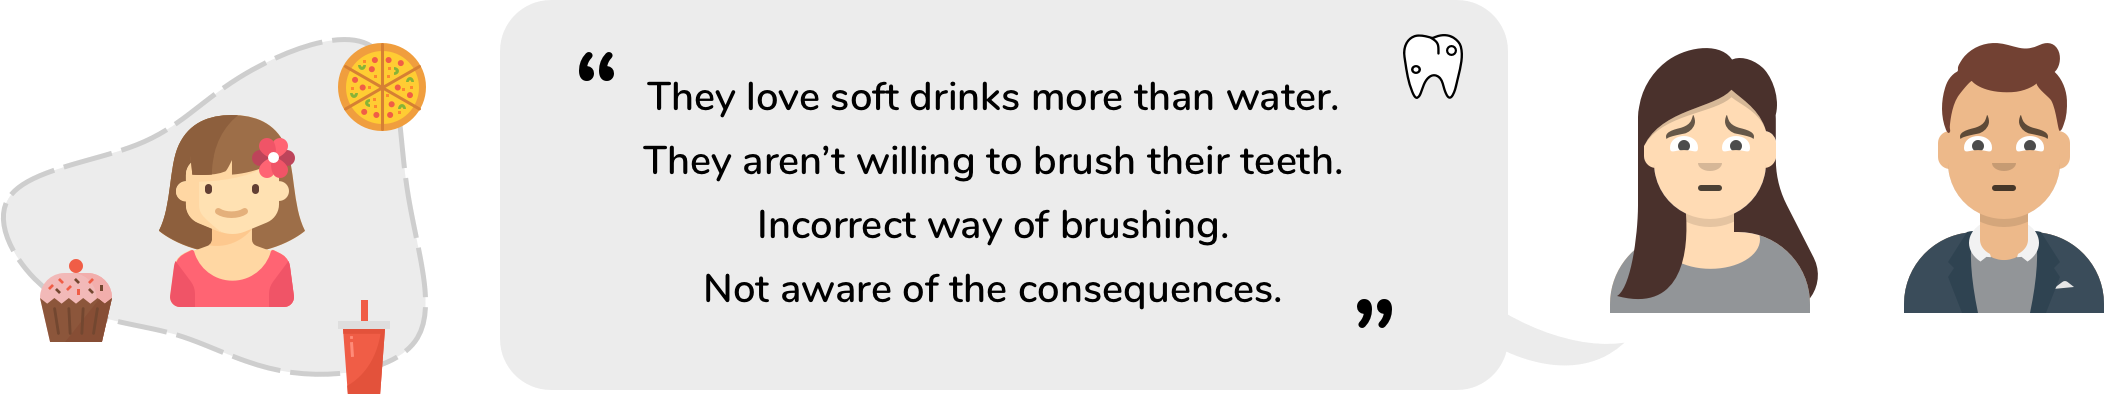 “ They love soft drinks more than water.
They aren’t willing to brush their teeth.
Incorrect way of brushing.
Not aware of the consequences. ”